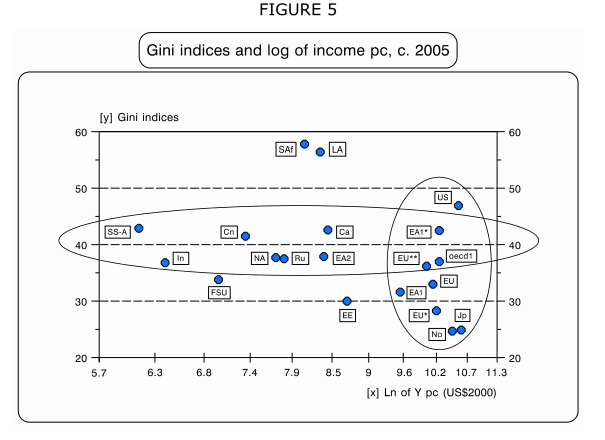 FIGURE 5
Gini indices and log of income pc, c. 2005
[y] Gini indices
60 60
SAf LA
50 50
US
SS-A Cn Ca EA1*
40 40
In NA Ru EA2 EU** oecd1
FSU EA1 EU
30 30
EE EU* Jp
No
20 20
5.7 6.3 6.8 7.4 7.9 8.5 9 9.6 10.2 10.7 11.3
[x] Ln of Y pc (US$2000)